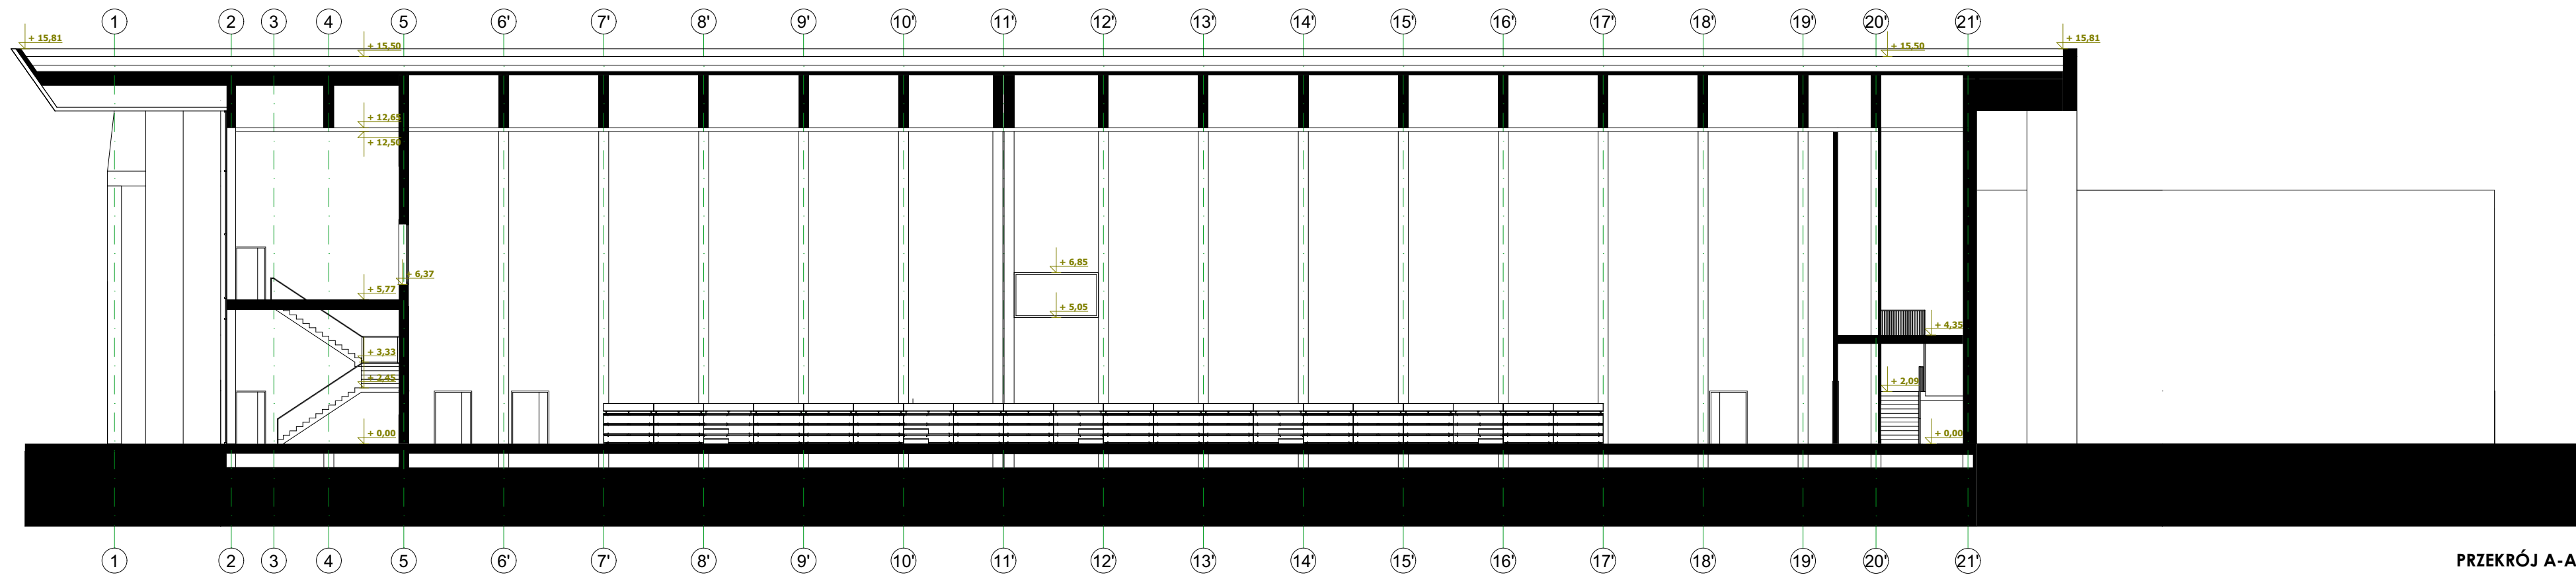 1 2 3 4 5 6' 7' 8' 9' 10' 11' 12' 13' 14' 15' 16' 17' 18' 19' 20' 21'
+ 15,81 + 15,81
+ 15,50 + 15,50
+ 12,65
+ 12,50
+ 6,85
+ 6,37
+ 5,77
+ 5,05
+ 4,35
+ 3,33
+ 2,45 + 2,09
+ 0,00 + 0,00
1 2 3 4 5 6' 7' 8' 9' 10' 11' 12' 13' 14' 15' 16' 17' 18' 19' 20' 21'
PRZEKRÓJ A-A